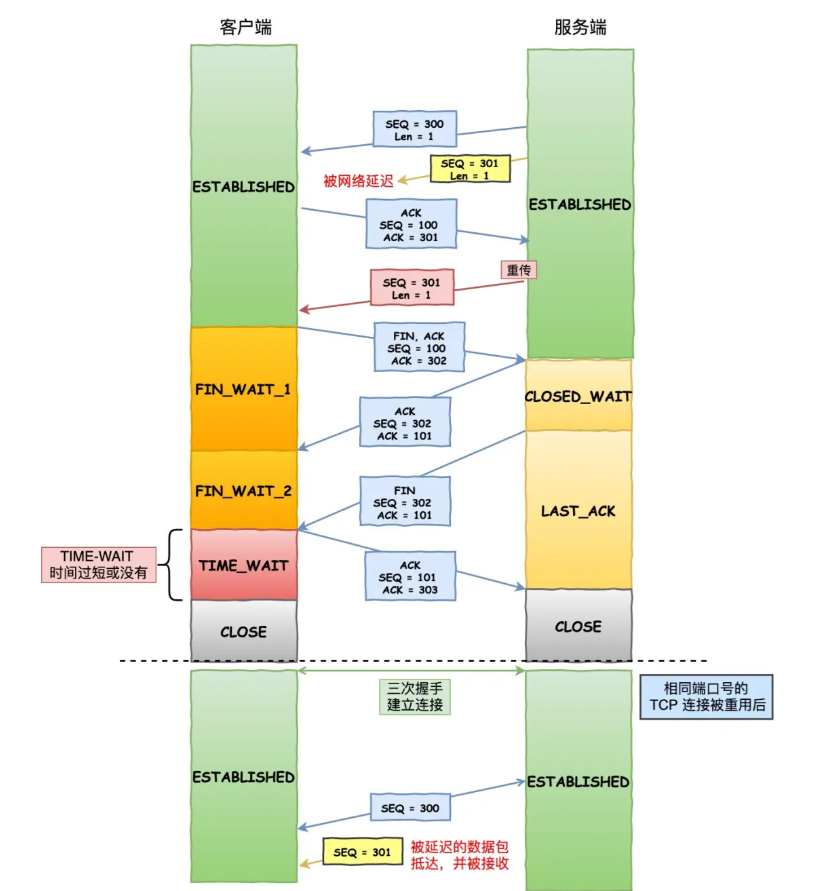 客户端
服务端
SEQ = 300
Len = 1
SEQ = 301
Len = 1
被网络延迟
ESTABLISHED
ESTABLISHED
ACK
SEQ = 100
ACK = 301
重传
SEQ = 301
Len = 1
FIN, ACK
SEQ = 100
ACK = 302
FIN_WAIT_1
CLOSED_WAIT
ACK
SEQ = 302
ACK = 101
FIN_WAIT_2
FIN
SEQ = 302
ACK = 101
LAST_ACK
TIME-WAIT
时间过短或没有
TIME_WAIT
ACK
SEQ = 101
ACK = 303
CLOSE
CLOSE
三次握手
建立连接
相同端口号的
TCP 连接被重用后
ESTABLISHED
ESTABLISHED
SEQ = 300
SEQ = 301
被延迟的数据包
抵达，并被接收